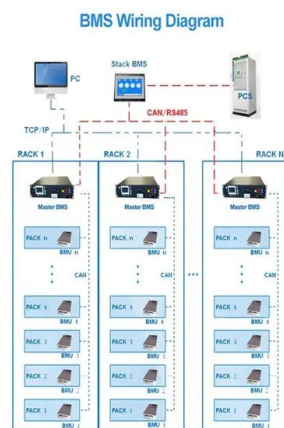 BMS Wiring Diagram
Stack BMS
PC
PCS
CAN/RS485
TCP/IP
RACK 1
RACK 2
RACK N
Master BMS
Master BMS
Master BMS
PACK n
BMU n
PACK n
BMU n
PACK n
BMU n
CAN
CAN
CAN
PACK 4
BMU 4
PACK 4
BMU 4
PACK 4
BMU 4
PACK 3
BMU 3
PACK 3
BMU 3
PACK 3
BMU 3
PACK 2
BMU 2
PACK 2
BMU 2
PACK 2
BMU 2
PACK 1
BMU 1
PACK 1
BMU 1
PACK 1
BMU 1